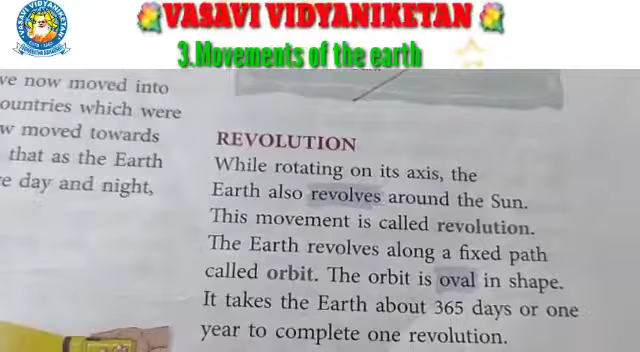 VASAVI VIDYANIKETAN
3.Movements of the earth
ve now moved into
ountries which were
w moved towards
that as the Earth
e day and night,
REVOLUTION
While rotating on its axis, the
Earth also revolves around the Sun.
This movement is called revolution.
The Earth revolves along a fixed path
called orbit. The orbit is oval in shape.
It takes the Earth about 365 days or one
year to complete one revolution.